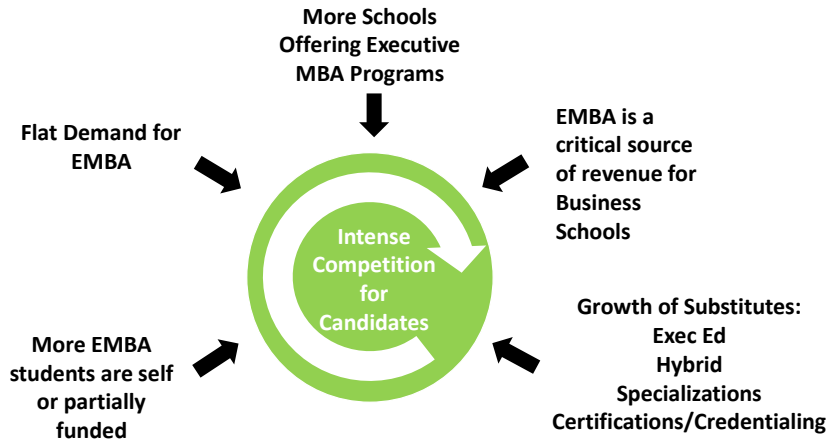 More Schools
Offering Executive
MBA Programs
Flat Demand for
EMBA
EMBA is a
critical source
of revenue for
Business
Schools
Intense
Competition
for
Candidates
More EMBA
students are self
or partially
funded
Growth of Substitutes:
Exec Ed
Hybrid
Specializations
Certifications/Credentialing